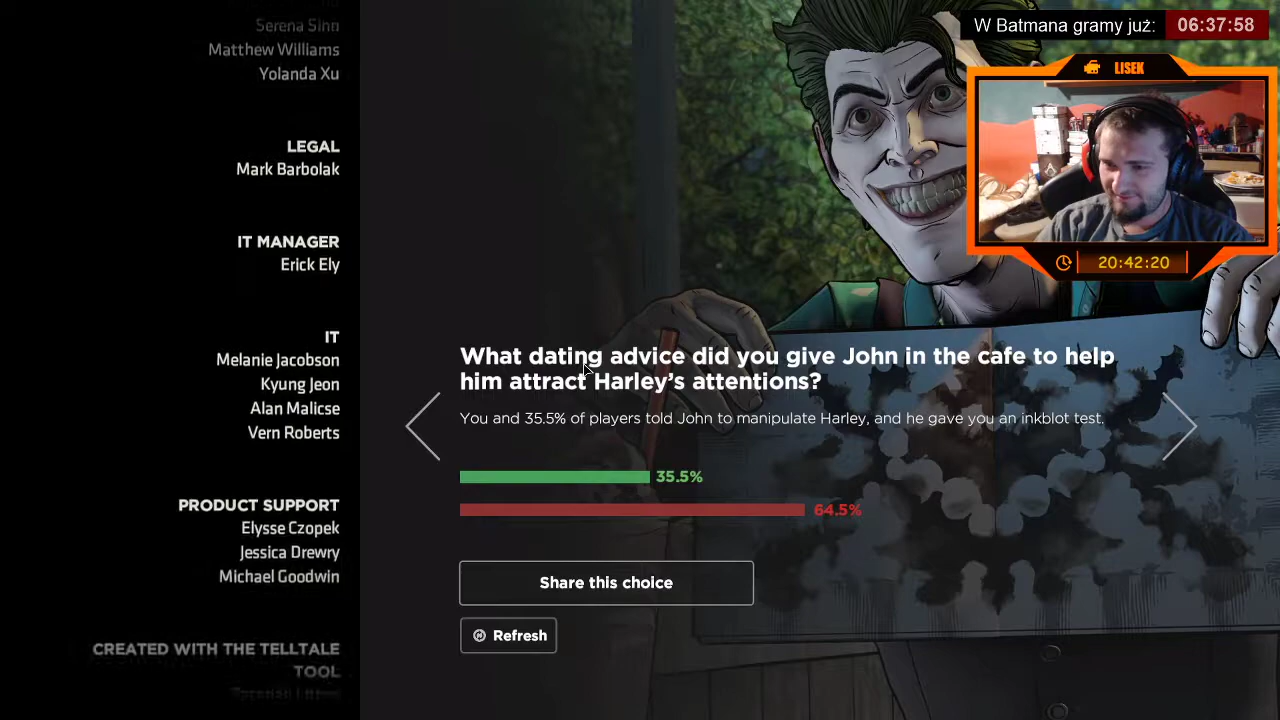 Serena Sihn
Matthew Williams
Yolanda Xu
LEGAL
Mark Barbolak
IT MANAGER
Erick Ely
IT
Melanie Jacobson
Kyung Jeon
Alan Malicse
Vern Roberts
PRODUCT SUPPORT
Elysse Czopek
Jessica Drewry
Michael Goodwin
CREATED WITH THE TELLTALE
TOOL
W Batmana gramy już: 06:37:58
LISEK
20:42:20
What dating advice did you give John in the cafe to help
him attract Harley's attentions?
You and 35.5% of players told John to manipulate Harley, and he gave you an inkblot test.
35.5%
64.5%
Share this choice
Refresh